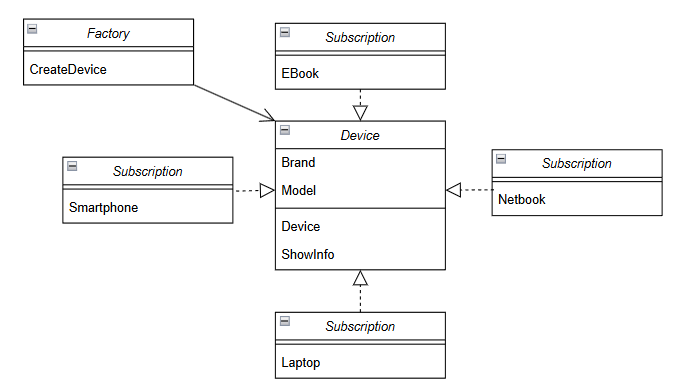 Factory
CreateDevice
Subscription
EBook
Device
Brand
Model
Device
ShowInfo
Subscription
Smartphone
Subscription
Netbook
Subscription
Laptop